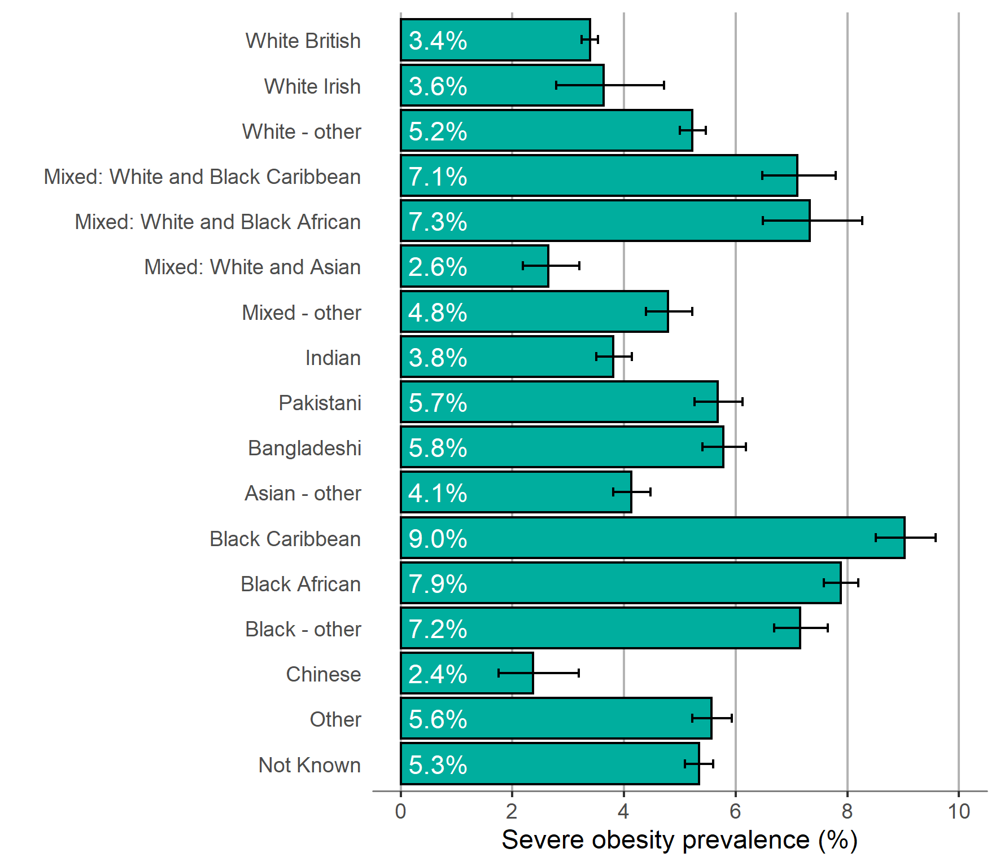 White British 3.4%
White Irish 3.6%
White - other 5.2%
Mixed: White and Black Caribbean 7.1%
Mixed: White and Black African 7.3%
Mixed: White and Asian 2.6%
Mixed - other 4.8%
Indian 3.8%
Pakistani 5.7%
Bangladeshi 5.8%
Asian - other 4.1%
Black Caribbean 9.0%
Black African 7.9%
Black - other 7.2%
Chinese 2.4%
Other 5.6%
Not Known 5.3%
0 2 4 6 8 10
Severe obesity prevalence (%)